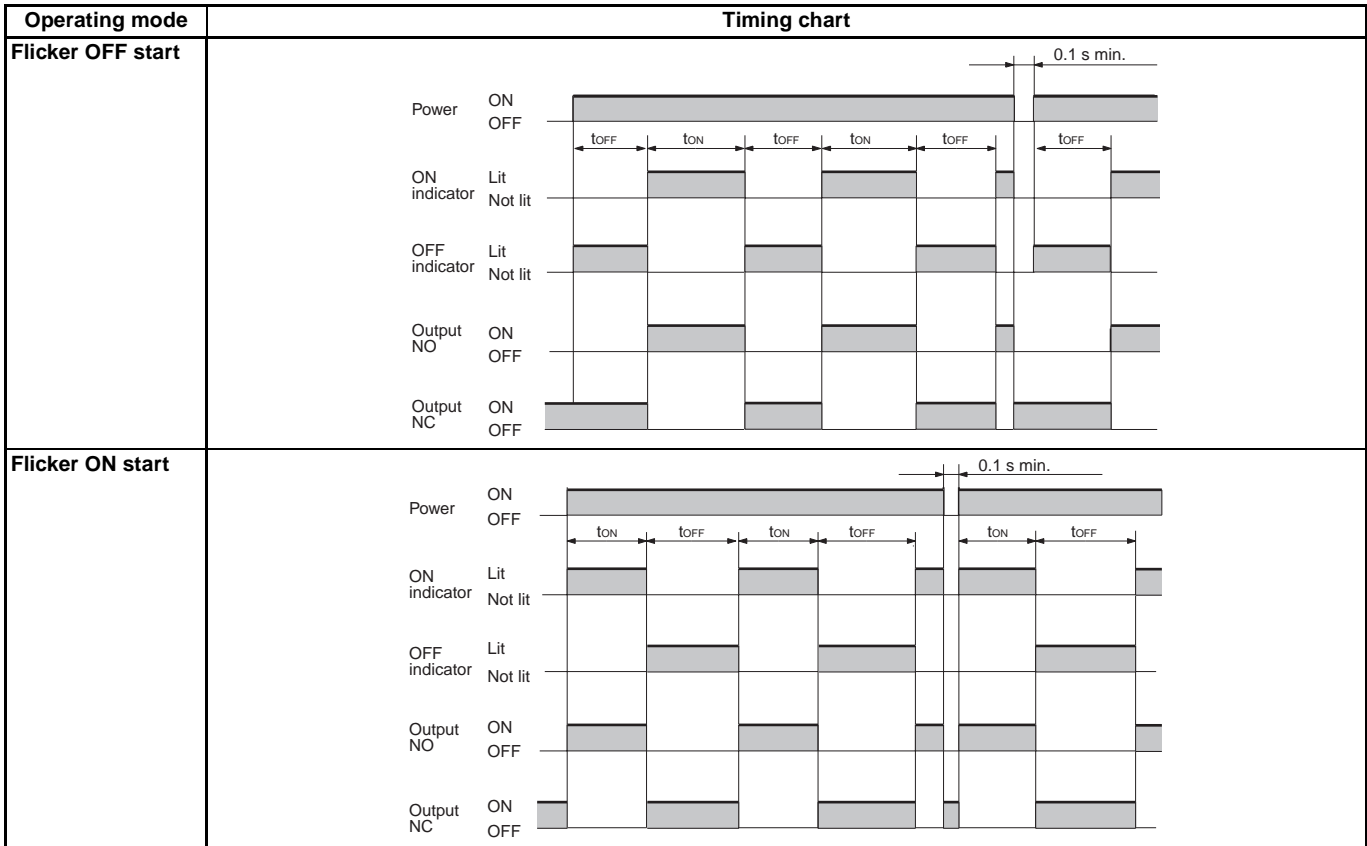 Operating mode Timing chart
Flicker OFF start
0.1 s min.
Power ON
OFF
tOFF tON tOFF tON tOFF tOFF
ON indicator Lit
Not lit
OFF indicator Lit
Not lit
Output NO ON
OFF
Output NC ON
OFF
Flicker ON start
0.1 s min.
Power ON
OFF
tON tOFF tON tOFF tON tOFF
ON indicator Lit
Not lit
OFF indicator Lit
Not lit
Output NO ON
OFF
Output NC ON
OFF